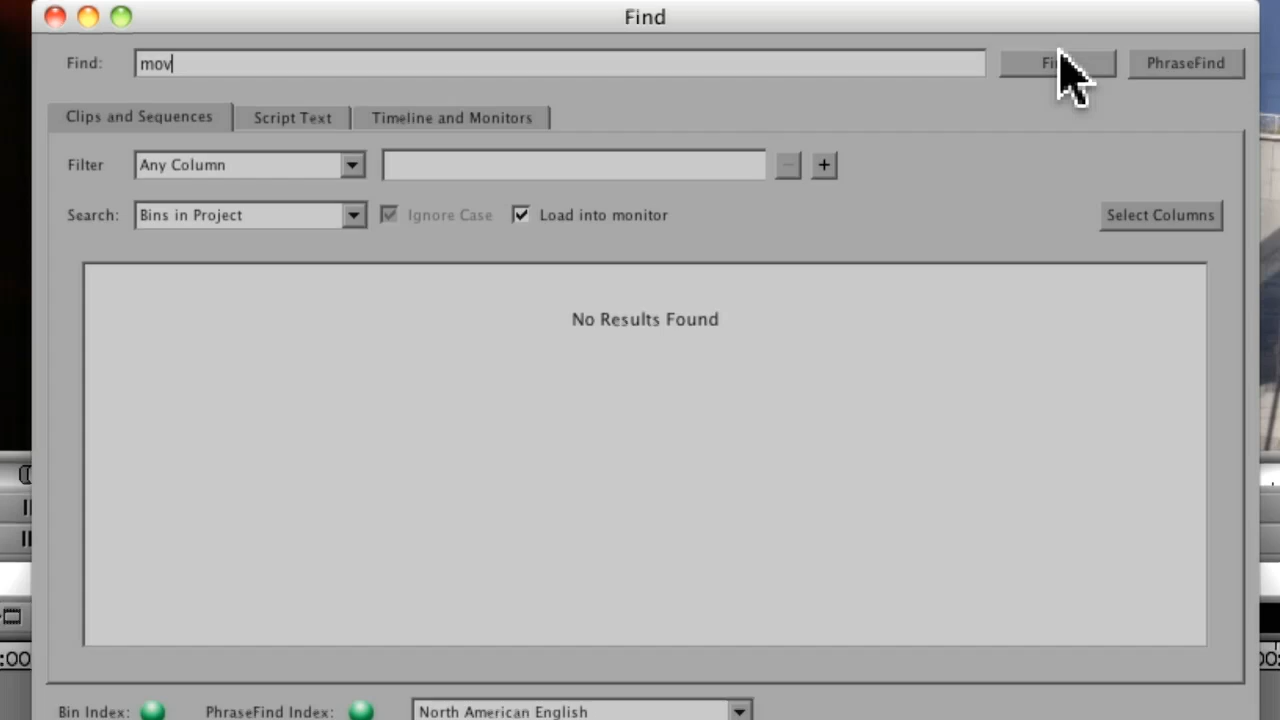 Find
Find: mov PhraseFind
Clips and Sequences Script Text Timeline and Monitors
Filter Any Column
Search: Bins in Project Ignore Case Load into monitor Select Columns
No Results Found
:00
Bin Index: PhraseFind Index: North American English